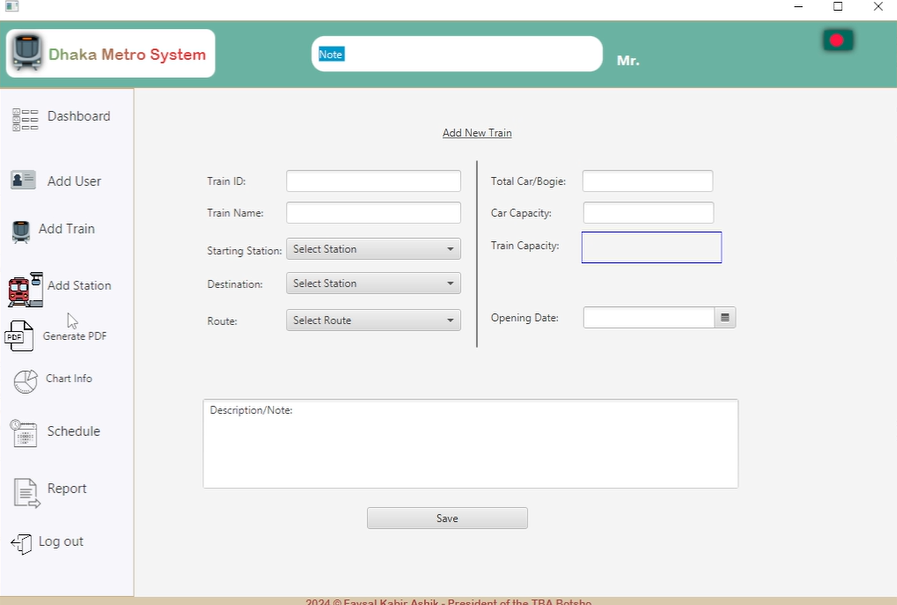 Dhaka Metro System
Note
Mr.
Dashboard
Add User
Add Train
Add Station
PDF
Generate PDF
Chart Info
Schedule
Report
Log out
Add New Train
Train ID:
Train Name:
Starting Station: Select Station
Destination: Select Station
Route: Select Route
Total Car/Bogie:
Car Capacity:
Train Capacity:
Opening Date:
Description/Note:
Save
2024 © Faysal Kabir Ashik - President of the TBA Botsho